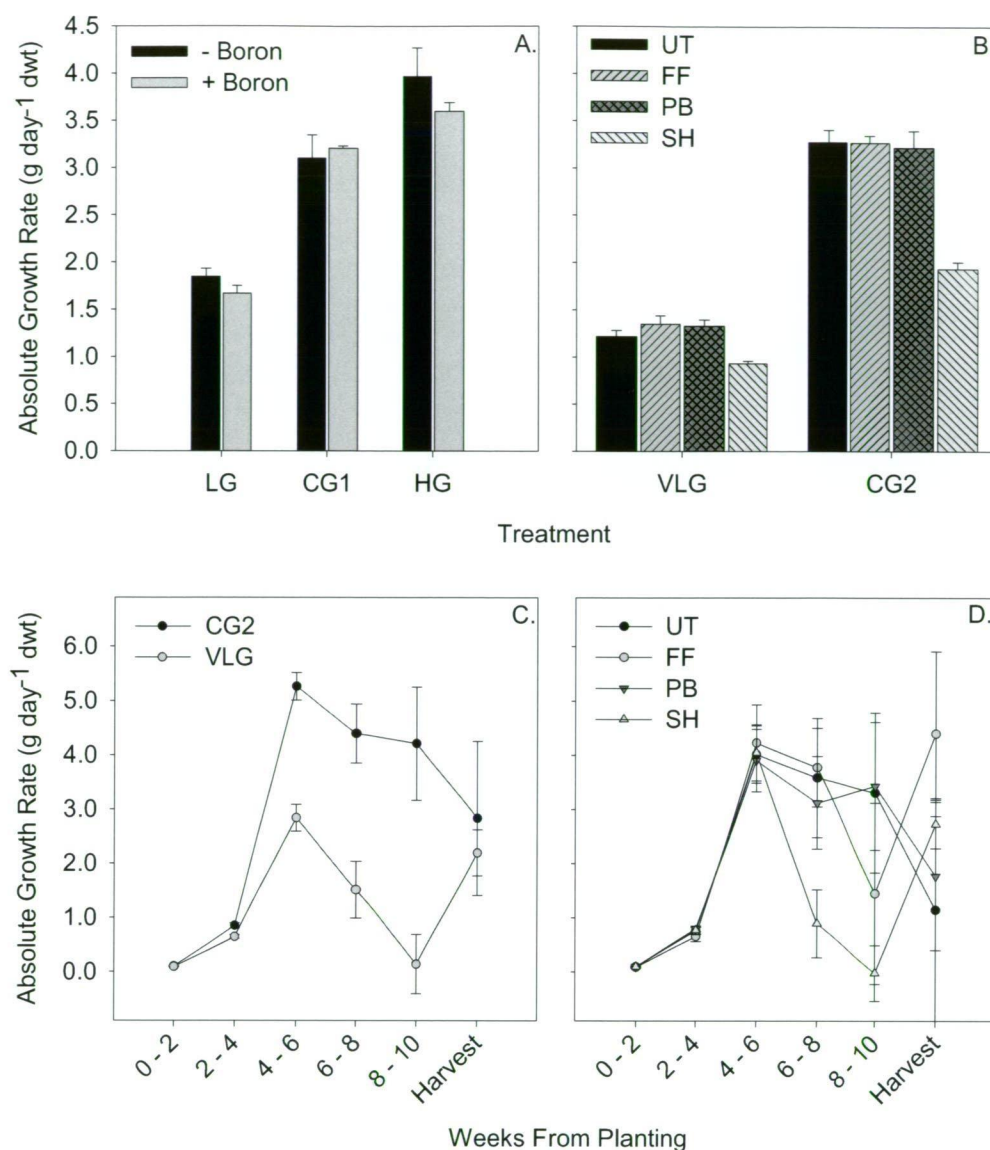 Absolute Growth Rate (g day⁻¹ dwt)
4.5
4.0
3.5
3.0
2.5
2.0
1.5
1.0
0.5
0.0
- Boron
+ Boron
A.
LG CG1 HG
UT
FF
PB
SH
B
VLG CG2
Treatment
Absolute Growth Rate (g day⁻¹ dwt)
6.0
5.0
4.0
3.0
2.0
1.0
0.0
CG2
VLG
C.
0 - 2 2 - 4 4 - 6 6 - 8 8 - 10 Harvest
UT
FF
PB
SH
D.
0 - 2 2 - 4 4 - 6 6 - 8 8 - 10 Harvest
Weeks From Planting